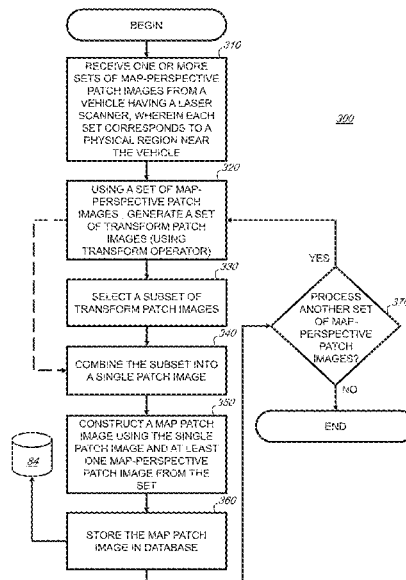 BEGIN
310
RECEIVE ONE OR MORE
SETS OF MAP-PERSPECTIVE
PATCH IMAGES FROM A
VEHICLE HAVING A LASER
SCANNER, WHEREIN EACH
SET CORRESPONDS TO A
PHYSICAL REGION NEAR
THE VEHICLE
300
320
USING A SET OF MAP-
PERSPECTIVE PATCH
IMAGES, GENERATE A SET
OF TRANSFORM PATCH
IMAGES (USING
TRANSFORM OPERATOR)
330
SELECT A SUBSET OF
TRANSFORM PATCH IMAGES
340
COMBINE THE SUBSET INTO
A SINGLE PATCH IMAGE
350
CONSTRUCT A MAP PATCH
IMAGE USING THE SINGLE
PATCH IMAGE AND AT LEAST
ONE MAP-PERSPECTIVE
PATCH IMAGE FROM THE
SET
84
360
STORE THE MAP PATCH
IMAGE IN DATABASE
YES
370
PROCESS
ANOTHER SET
OF MAP-
PERSPECTIVE
PATCH
IMAGES?
NO
END